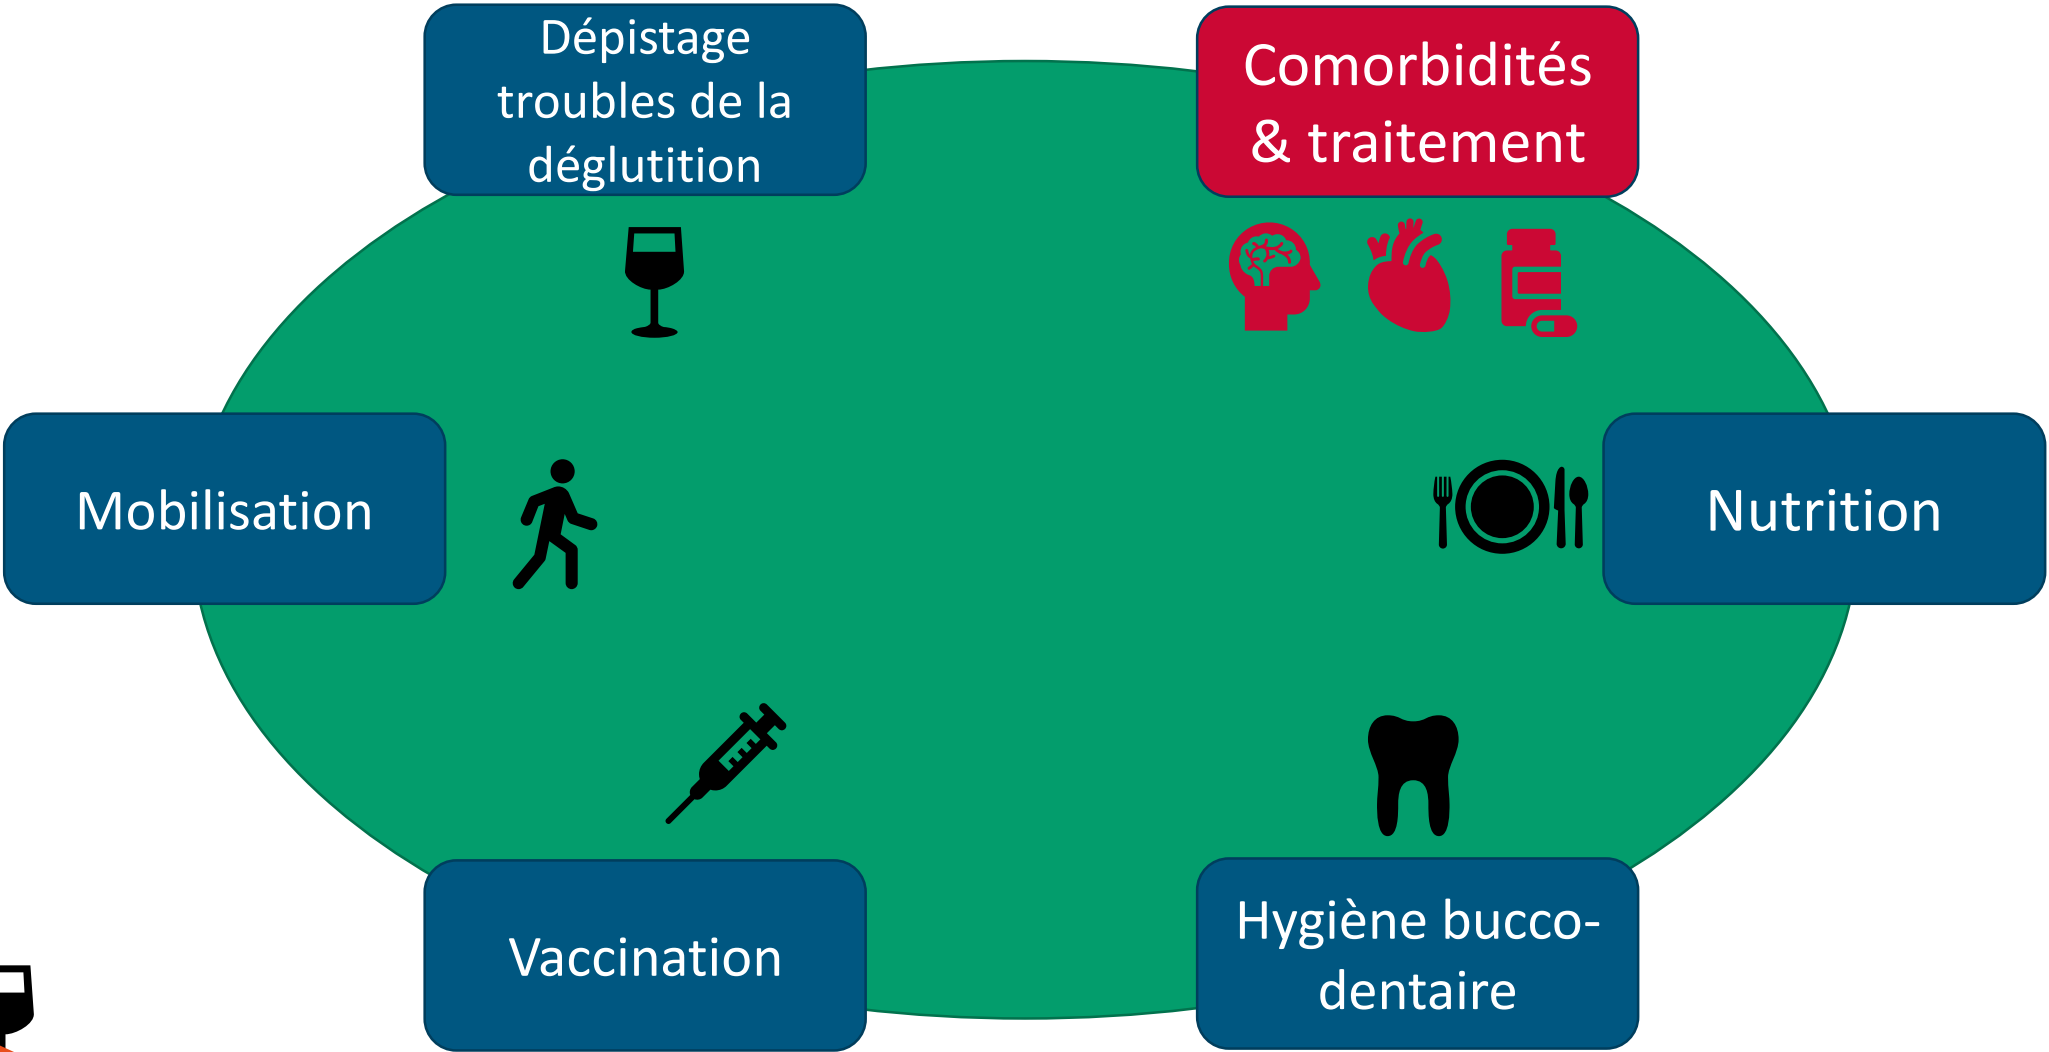 Dépistage
troubles de la
déglutition
Comorbidités
& traitement
Mobilisation
Nutrition
Vaccination
Hygiène bucco-
dentaire